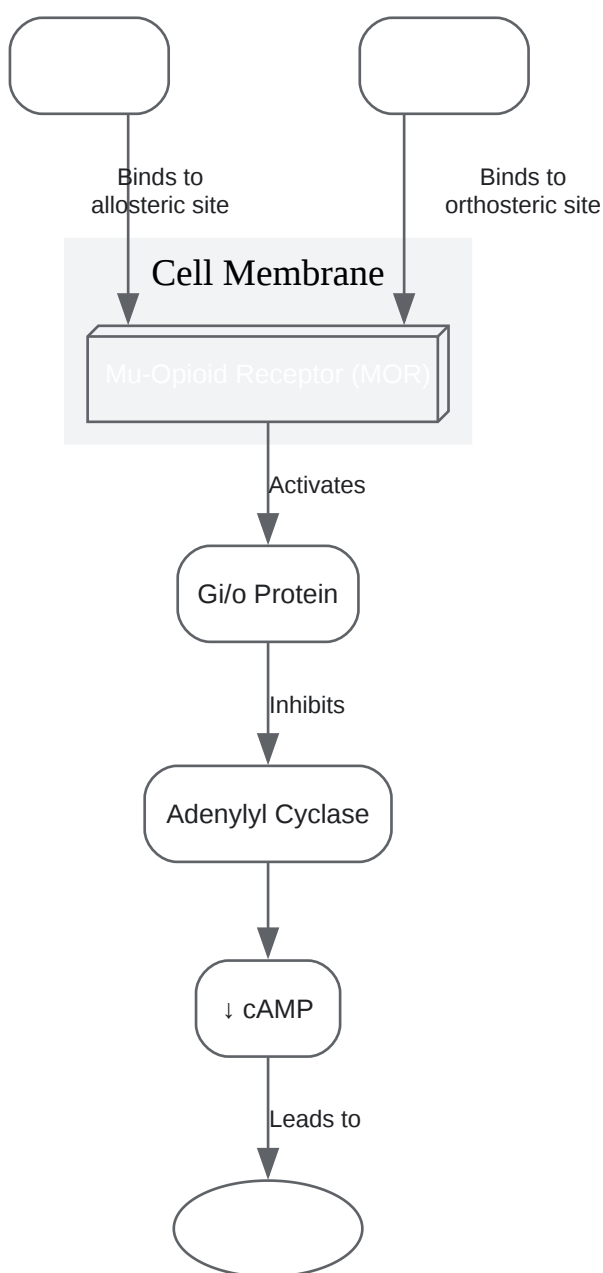 Binds to
allosteric site
Binds to
orthosteric site
Cell Membrane
Mu-Opioid Receptor (MOR)
Activates
Gi/o Protein
Inhibits
Adenylyl Cyclase
↓ cAMP
Leads to